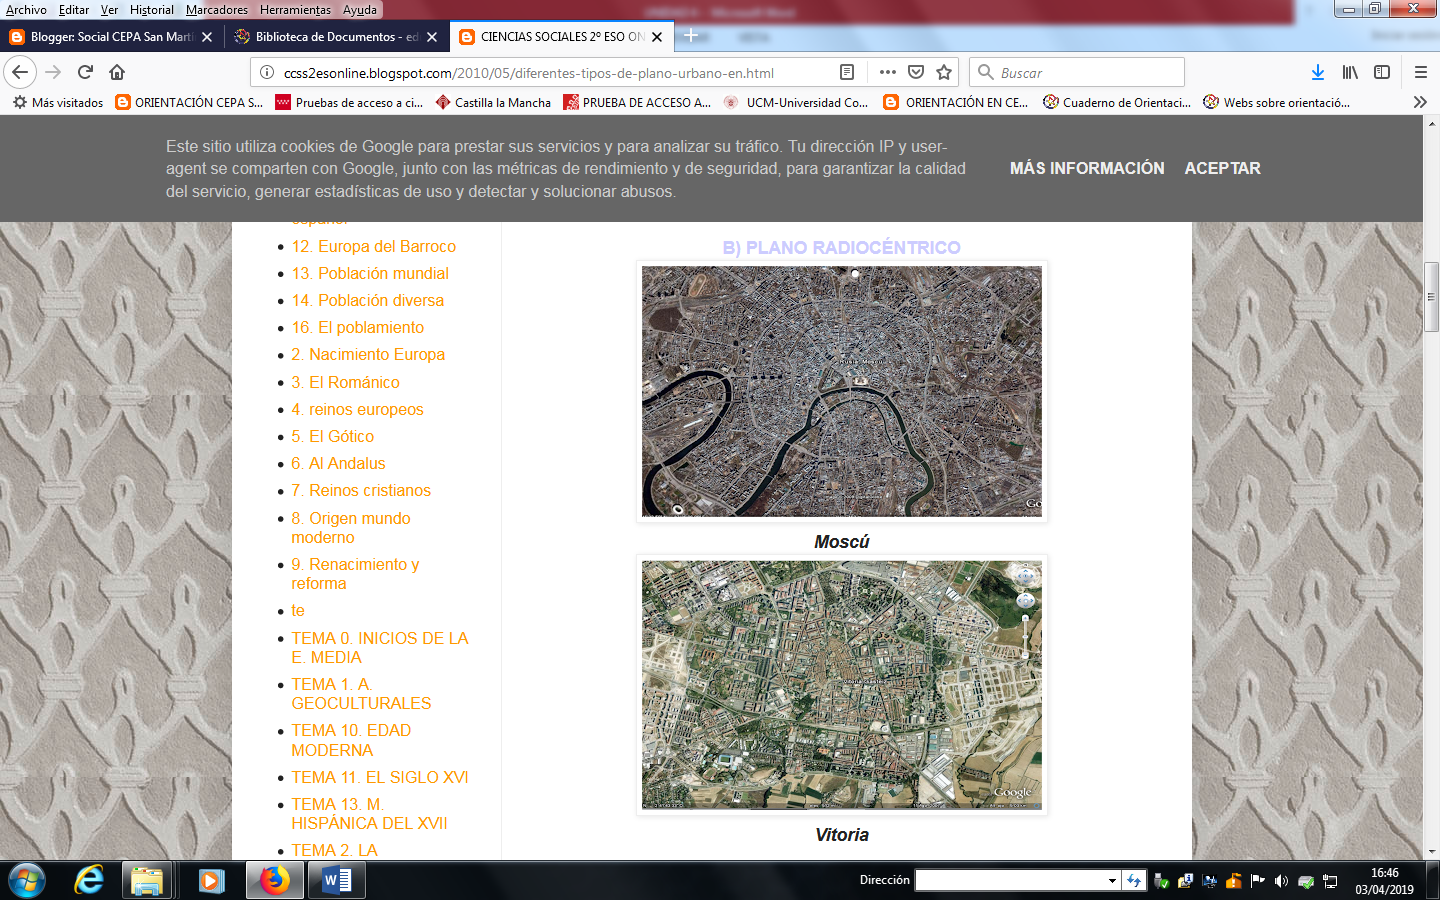 Archivo Editar Ver Historial Marcadores Herramientas Ayuda
Blogger: Social CEPA San Marti
Biblioteca de Documentos - ed
CIENCIAS SOCIALES 2º ESO ON
ccss2esonline.blogspot.com/2010/05/diferentes-tipos-de-plano-urbano-en.html
Buscar
Más visitados
ORIENTACIÓN CEPA S...
Pruebas de acceso a ci...
Castilla la Mancha
PRUEBA DE ACCESO A...
UCM-Universidad Co...
ORIENTACIÓN EN CE...
Cuaderno de Orientaci...
Webs sobre orientació...
Este sitio utiliza cookies de Google para prestar sus servicios y para analizar su tráfico. Tu dirección IP y user-
agent se comparten con Google, junto con las métricas de rendimiento y de seguridad, para garantizar la calidad
del servicio, generar estadísticas de uso y detectar y solucionar abusos.
MÁS INFORMACIÓN ACEPTAR
12. Europa del Barroco
13. Población mundial
14. Población diversa
16. El poblamiento
2. Nacimiento Europa
3. El Románico
4. reinos europeos
5. El Gótico
6. Al Andalus
7. Reinos cristianos
8. Origen mundo
moderno
9. Renacimiento y
reforma
te
TEMA 0. INICIOS DE LA
E. MEDIA
TEMA 1. A.
GEOCULTURALES
TEMA 10. EDAD
MODERNA
TEMA 11. EL SIGLO XVI
TEMA 13. M.
HISPÁNICA DEL XVII
TEMA 2. LA
B) PLANO RADIOCÉNTRICO
Go
Moscú
Google
Vitoria
Dirección
16:46
03/04/2019